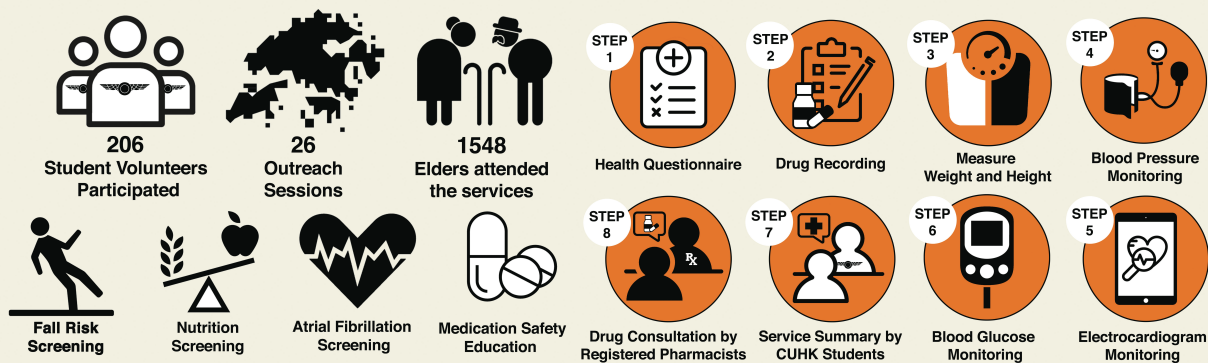 206
Student Volunteers
Participated
26
Outreach
Sessions
1548
Elders attended
the services
Fall Risk
Screening
Nutrition
Screening
Atrial Fibrillation
Screening
Medication Safety
Education
STEP
1
Health Questionnaire
STEP
2
Drug Recording
STEP
3
Measure
Weight and Height
STEP
4
Blood Pressure
Monitoring
STEP
8
Rx
Drug Consultation by
Registered Pharmacists
STEP
7
Service Summary by
CUHK Students
STEP
6
Blood Glucose
Monitoring
STEP
5
Electrocardiogram
Monitoring